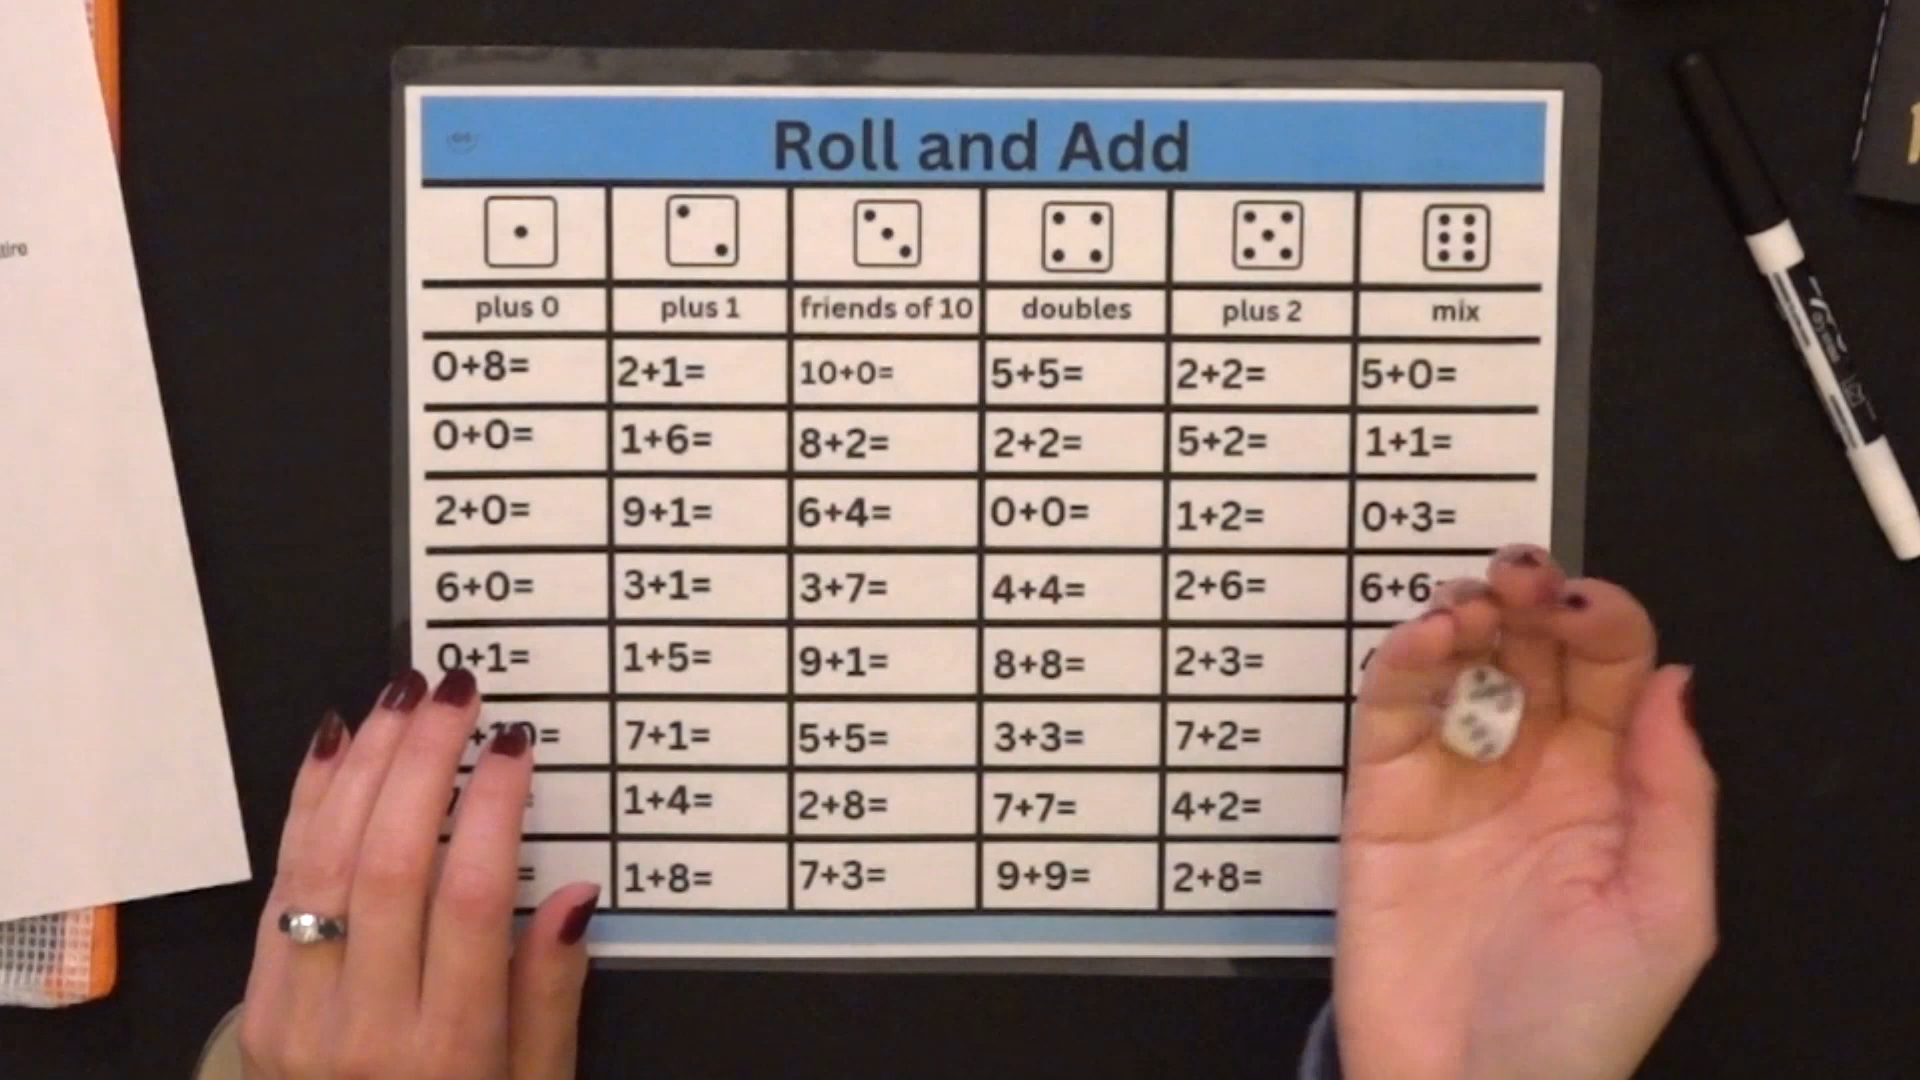 Roll and Add
plus 0 plus 1 friends of 10 doubles plus 2 mix
0+8= 2+1= 10+0= 5+5= 2+2= 5+0=
0+0= 1+6= 8+2= 2+2= 5+2= 1+1=
2+0= 9+1= 6+4= 0+0= 1+2= 0+3=
6+0= 3+1= 3+7= 4+4= 2+6= 6+6=
0+1= 1+5= 9+1= 8+8= 2+3=
+10= 7+1= 5+5= 3+3= 7+2=
= 1+4= 2+8= 7+7= 4+2=
= 1+8= 7+3= 9+9= 2+8=